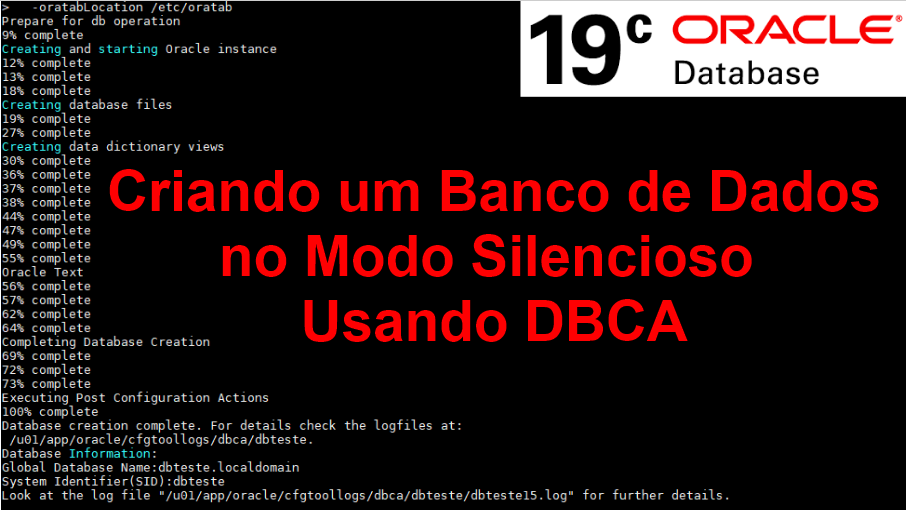 >   -oratabLocation /etc/oratab
Prepare for db operation
9% complete
Creating and starting Oracle instance
12% complete
13% complete
18% complete
Creating database files
19% complete
27% complete
Creating data dictionary views
30% complete
36% complete
37% complete
38% complete
44% complete
47% complete
49% complete
55% complete
Oracle Text
56% complete
57% complete
62% complete
64% complete
Completing Database Creation
69% complete
72% complete
73% complete
Executing Post Configuration Actions
100% complete
Database creation complete. For details check the logfiles at:
 /u01/app/oracle/cfgtoollogs/dbca/dbteste.
Database Information:
Global Database Name:dbteste.localdomain
System Identifier(SID):dbteste
Look at the log file "/u01/app/oracle/cfgtoollogs/dbca/dbteste/dbteste15.log" for further details.
19c ORACLE®
Database
Criando um Banco de Dados
no Modo Silencioso
Usando DBCA